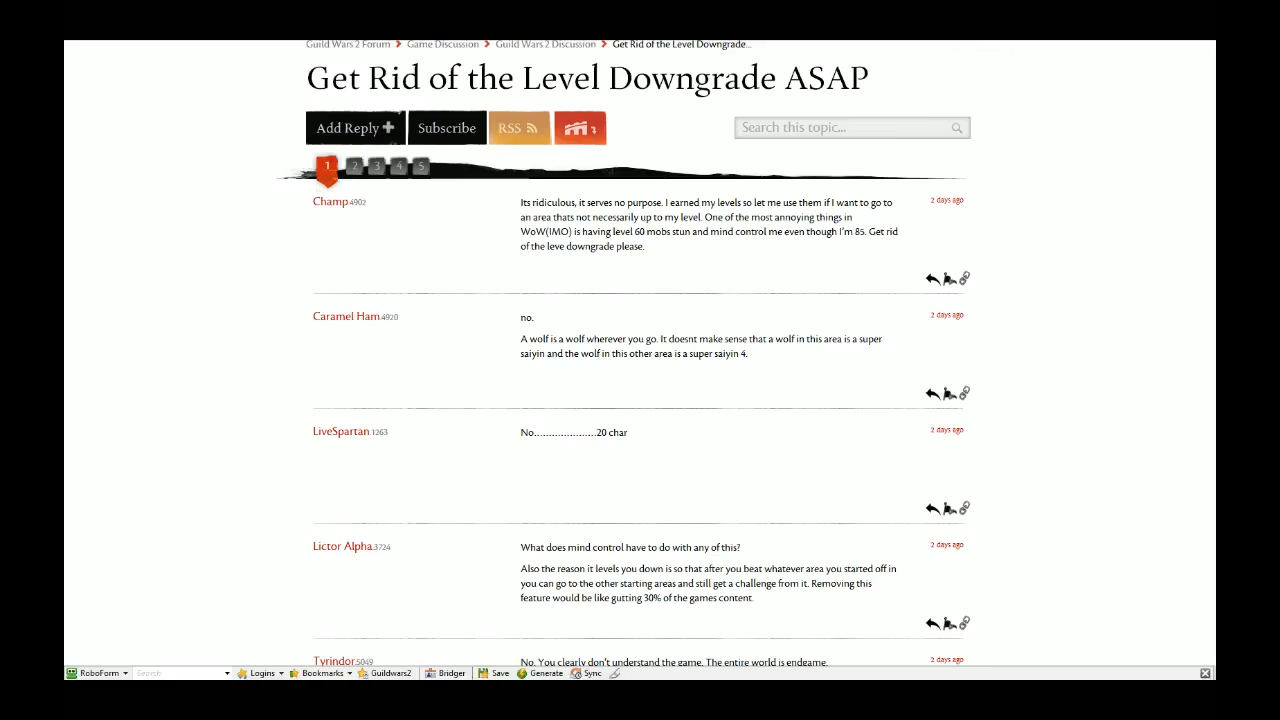 Guild Wars 2 Forum Game Discussion Guild Wars 2 Discussion Get Rid of the Level Downgrade...
Get Rid of the Level Downgrade ASAP
Add Reply Subscribe RSS Search this topic...
1 2 3 4 5
Champ.4902 2 days ago
Its ridiculous, it serves no purpose. I earned my levels so let me use them if I want to go to
an area thats not necessarily up to my level. One of the most annoying things in
WoW(IMO) is having level 60 mobs stun and mind control me even though I'm 85. Get rid
of the leve downgrade please.
Caramel Ham.4920 2 days ago
no.
A wolf is a wolf wherever you go. It doesnt make sense that a wolf in this area is a super
saiyin and the wolf in this other area is a super saiyin 4.
LiveSpartan.1263 2 days ago
No.....................20 char
Lictor Alpha.3724 2 days ago
What does mind control have to do with any of this?
Also the reason it levels you down is so that after you beat whatever area you started off in
you can go to the other starting areas and still get a challenge from it. Removing this
feature would be like gutting 30% of the games content.
Tyrindor.5049 2 days ago
No. You clearly don't understand the game. The entire world is endgame.
RoboForm Search Logins Bookmarks Guildwars2 Bridger Save Generate Sync